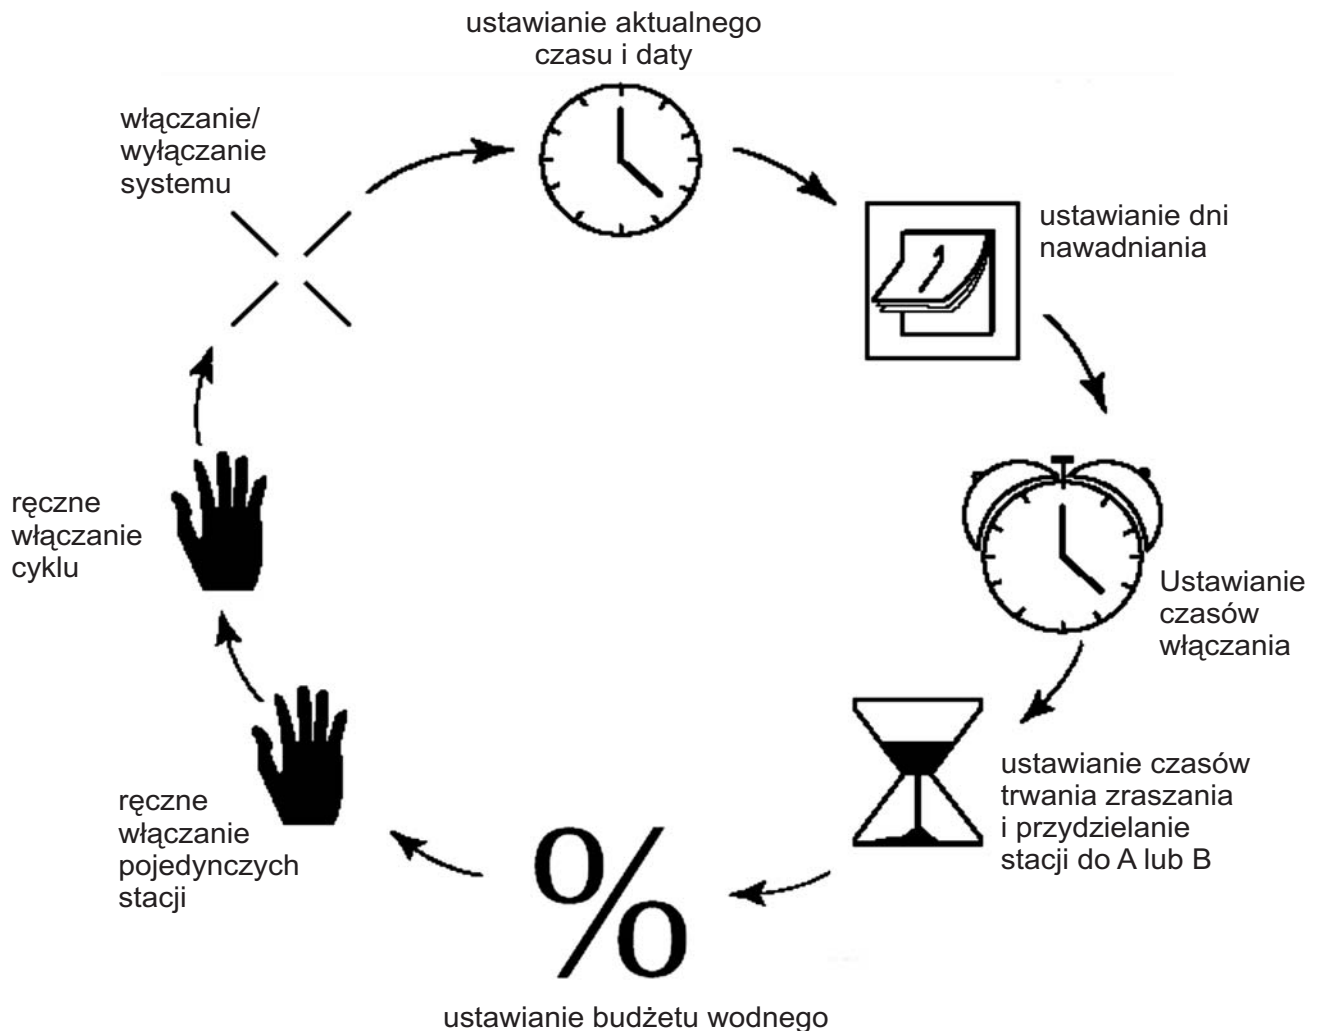 ustawianie aktualnego
czasu i daty
włączanie/
wyłączanie
systemu
ustawianie dni
nawadniania
Ustawianie
czasów
włączania
ustawianie czasów
trwania zraszania
i przydzielanie
stacji do A lub B
%
ustawianie budżetu wodnego
ręczne
włączanie
pojedynczych
stacji
ręczne
włączanie
cyklu